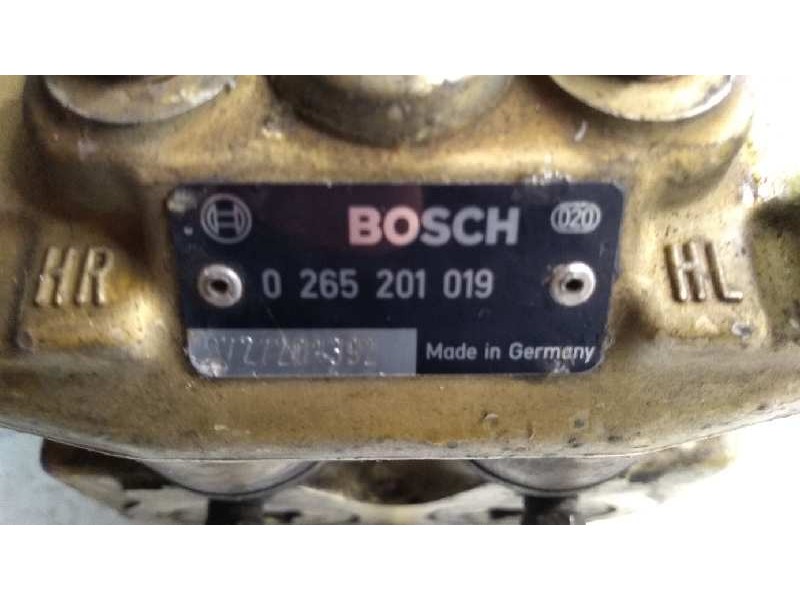 BOSCH 020
HR 0 265 201 019 HL
Made in Germany